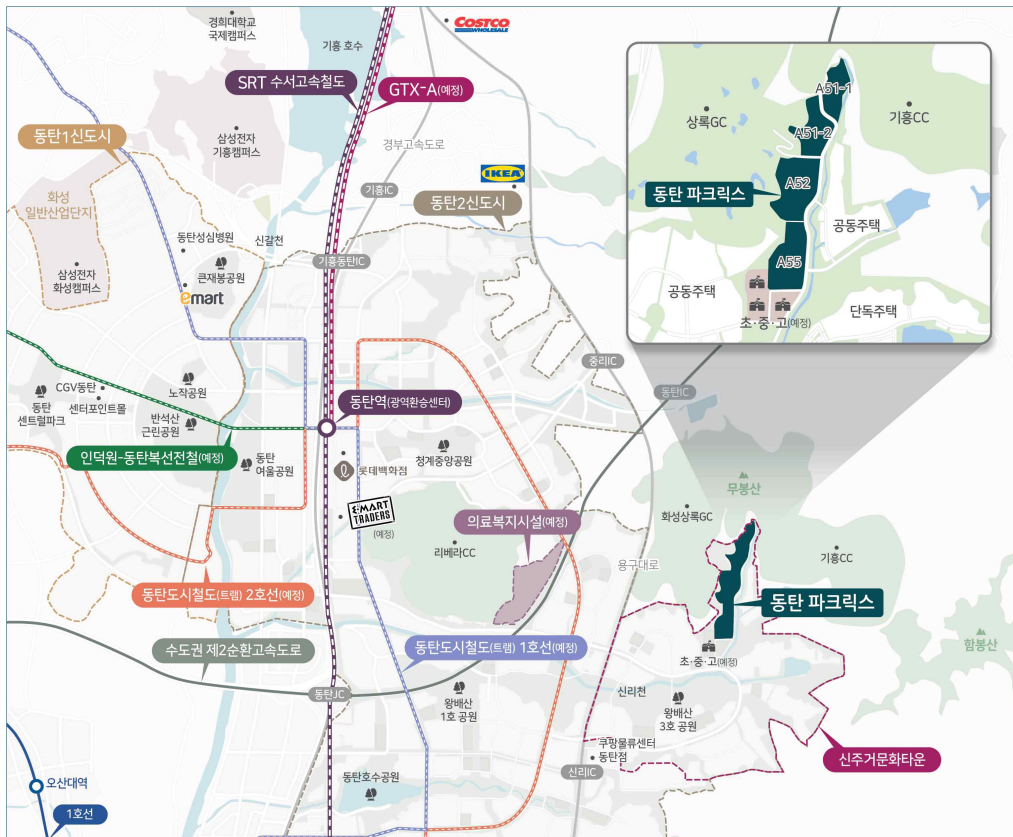 경희대학교
국제캠퍼스
기흥 호수
COSTCO
WHOLESALE
SRT 수서고속철도
GTX-A(예정)
동탄1신도시
삼성전자
기흥캠퍼스
경부고속도로
기흥IC
IKEA
동탄2신도시
화성
일반산업단지
동탄성심병원
신갈천
기흥동탄IC
큰재봉공원
삼성전자
화성캠퍼스
emart
상록GC
기흥CC
A51-1
A51-2
A52
A55
동탄 파크릭스
공동주택
공동주택
단독주택
초·중·고(예정)
중리IC
동탄IC
CGV동탄
센터포인트몰
노작공원
동탄
센트럴파크
반석산
근린공원
동탄역(광역환승센터)
인덕원-동탄복선전철(예정)
동탄
여울공원
롯데백화점
청계중앙공원
E·MART
TRADERS
(예정)
리베라CC
의료복지시설(예정)
무봉산
화성상록GC
기흥CC
용구대로
동탄도시철도(트램) 2호선(예정)
동탄 파크릭스
수도권 제2순환고속도로
동탄도시철도(트램) 1호선(예정)
초·중·고(예정)
함봉산
동탄JC
왕배산
1호 공원
신리천
왕배산
3호 공원
쿠팡물류센터
동탄점
신리IC
신주거문화타운
동탄호수공원
오산대역
1호선